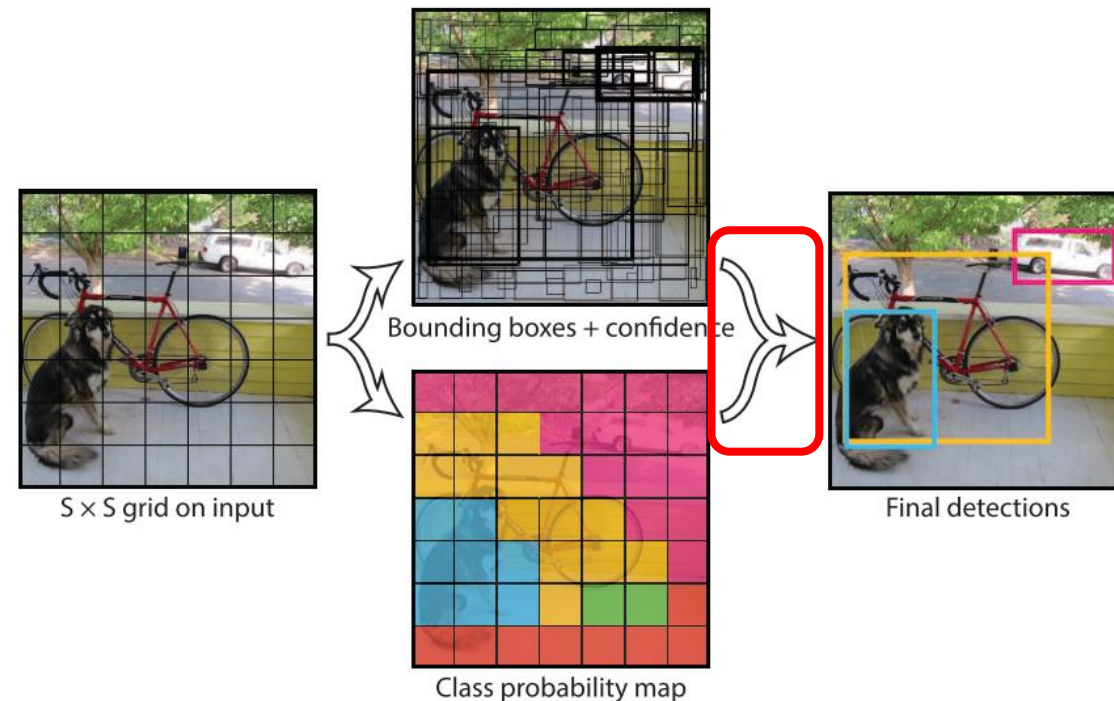 Bounding boxes + confidence
S × S grid on input
Final detections
Class probability map